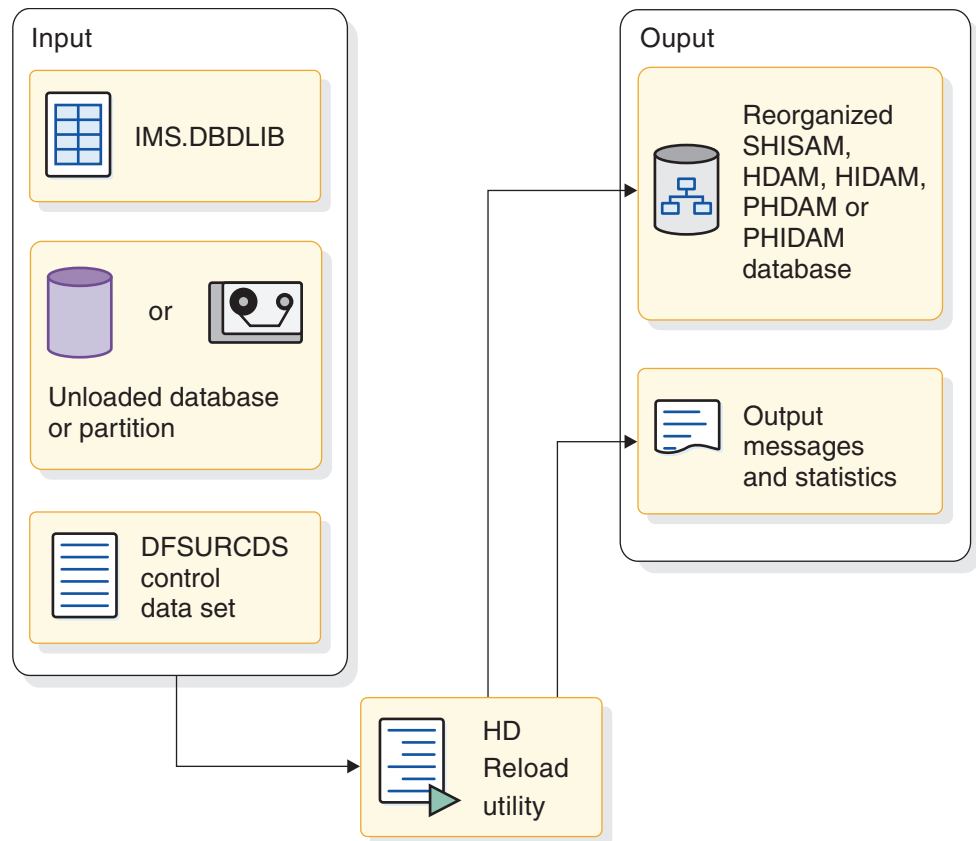 Input
IMS.DBDLIB
or
Unloaded database
or partition
DFSURCDS
control
data set
HD
Reload
utility
Ouput
Reorganized
SHISAM,
HDAM, HIDAM,
PHDAM or
PHIDAM
database
Output
messages
and statistics